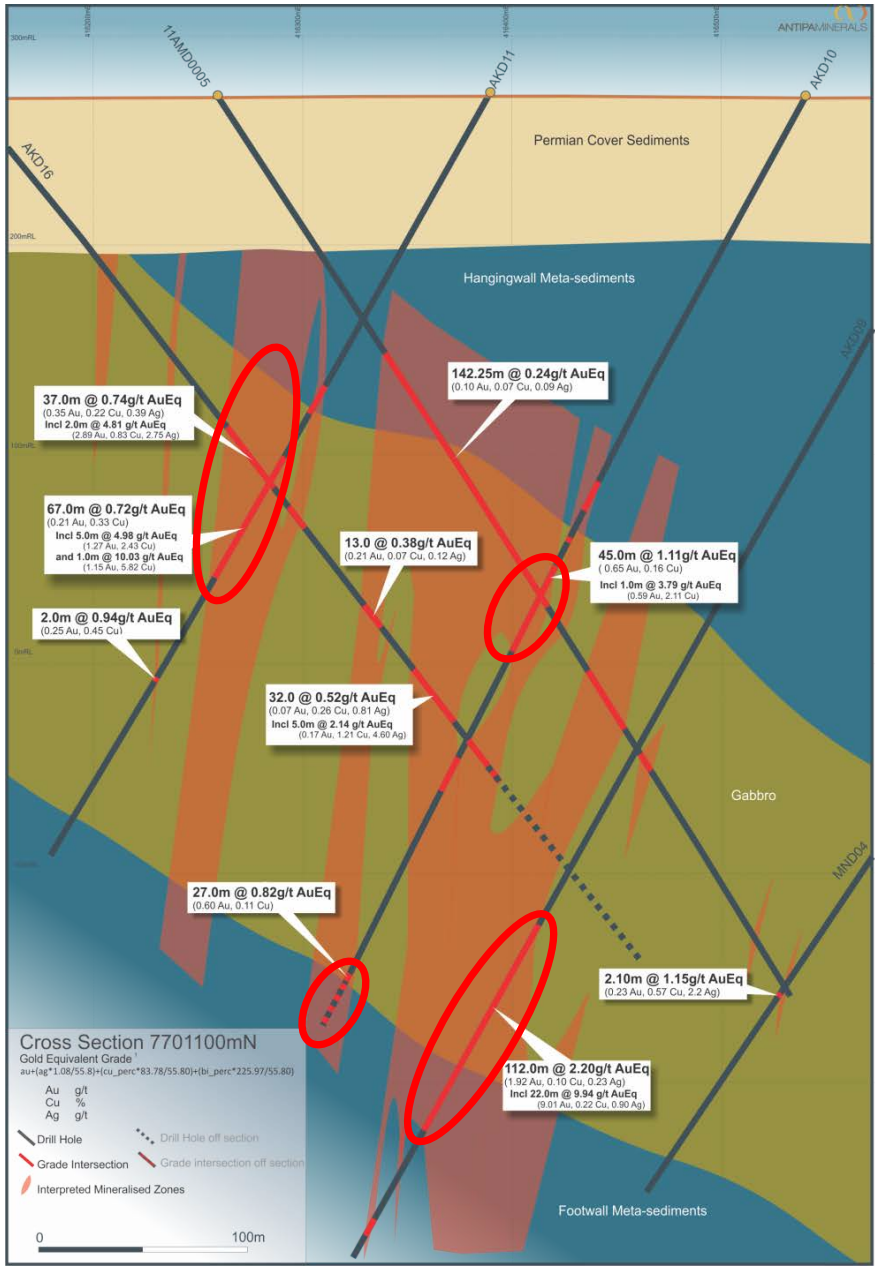 ANTIPAMINERALS
300mRL
416200mE
416300mE
416400mE
11AMD0005
AKD11
AKD10
AKD16
Permian Cover Sediments
200mRL
Hangingwall Meta-sediments
AKD09
142.25m @ 0.24g/t AuEq
(0.10 Au, 0.07 Cu, 0.09 Ag)
37.0m @ 0.74g/t AuEq
(0.35 Au, 0.22 Cu, 0.39 Ag)
Incl 2.0m @ 4.81 g/t AuEq
(2.89 Au, 0.83 Cu, 2.75 Ag)
100mRL
67.0m @ 0.72g/t AuEq
(0.21 Au, 0.33 Cu)
Incl 5.0m @ 4.98 g/t AuEq
(1.27 Au, 2.43 Cu)
and 1.0m @ 10.03 g/t AuEq
(1.15 Au, 5.82 Cu)
13.0 @ 0.38g/t AuEq
(0.21 Au, 0.07 Cu, 0.12 Ag)
45.0m @ 1.11g/t AuEq
( 0.65 Au, 0.16 Cu)
Incl 1.0m @ 3.79 g/t AuEq
(0.59 Au, 2.11 Cu)
2.0m @ 0.94g/t AuEq
(0.25 Au, 0.45 Cu)
0mRL
32.0 @ 0.52g/t AuEq
(0.07 Au, 0.26 Cu, 0.81 Ag)
Incl 5.0m @ 2.14 g/t AuEq
(0.17 Au, 1.21 Cu, 4.60 Ag)
Gabbro
MND04
27.0m @ 0.82g/t AuEq
(0.60 Au, 0.11 Cu)
2.10m @ 1.15g/t AuEq
(0.23 Au, 0.57 Cu, 2.2 Ag)
112.0m @ 2.20g/t AuEq
(1.92 Au, 0.10 Cu, 0.23 Ag)
Incl 22.0m @ 9.94 g/t AuEq
(9.01 Au, 0.22 Cu, 0.90 Ag)
Cross Section 7701100mN
Gold Equivalent Grade 1
au+(ag*1.08/55.8)+(cu_perc*83.78/55.80)+(bi_perc*225.97/55.80)
Au g/t
Cu %
Ag g/t
Drill Hole
Drill Hole off section
Grade Intersection
Grade intersection off section
Interpreted Mineralised Zones
0 100m
Footwall Meta-sediments